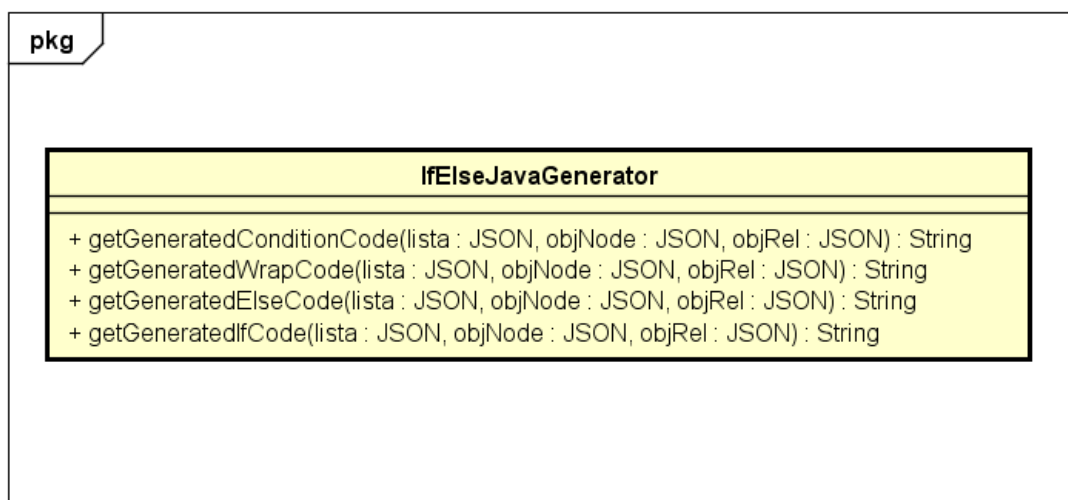 pkg
IfElseJavaGenerator
+ getGeneratedConditionCode(lista : JSON, objNode : JSON, objRel : JSON) : String
+ getGeneratedWrapCode(lista : JSON, objNode : JSON, objRel : JSON) : String
+ getGeneratedElseCode(lista : JSON, objNode : JSON, objRel : JSON) : String
+ getGeneratedIfCode(lista : JSON, objNode : JSON, objRel : JSON) : String